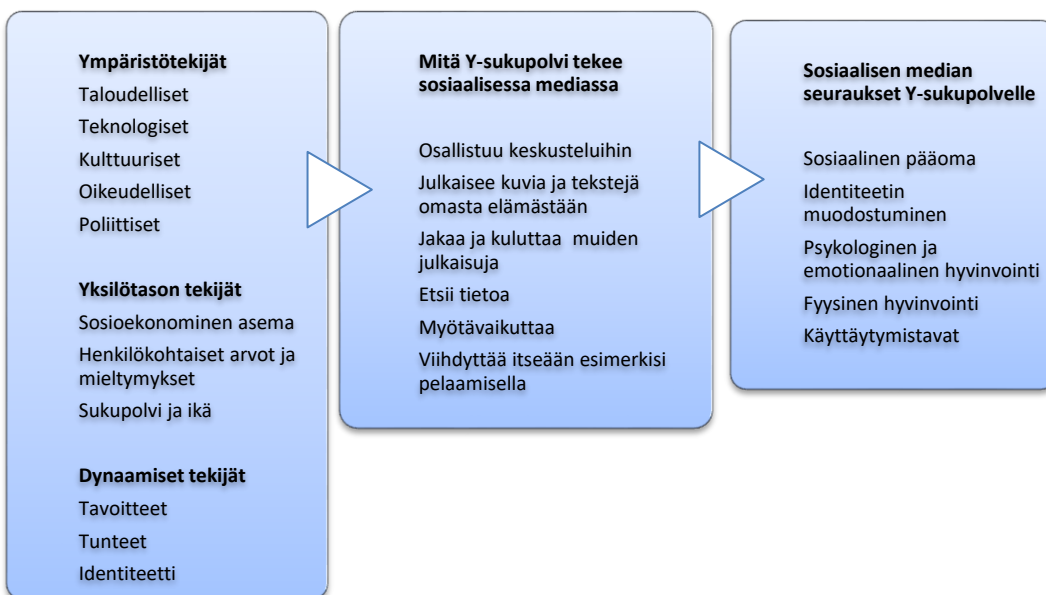 Ympäristötekijät
Taloudelliset
Teknologiset
Kulttuuriset
Oikeudelliset
Poliittiset
Yksilötason tekijät
Sosioekonominen asema
Henkilökohtaiset arvot ja
mieltymykset
Sukupolvi ja ikä
Dynaamiset tekijät
Tavoitteet
Tunteet
Identiteetti
Mitä Y-sukupolvi tekee
sosiaalisessa mediassa
Osallistuu keskusteluihin
Julkaisee kuvia ja tekstejä
omasta elämästään
Jakaa ja kuluttaa muiden
julkaisuja
Etsii tietoa
Myötävaikuttaa
Viihdyttää itseään esimerkisi
pelaamisella
Sosiaalisen median
seuraukset Y-sukupolvelle
Sosiaalinen pääoma
Identiteetin
muodostuminen
Psykologinen ja
emotionaalinen hyvinvointi
Fyysinen hyvinvointi
Käyttäytymistavat